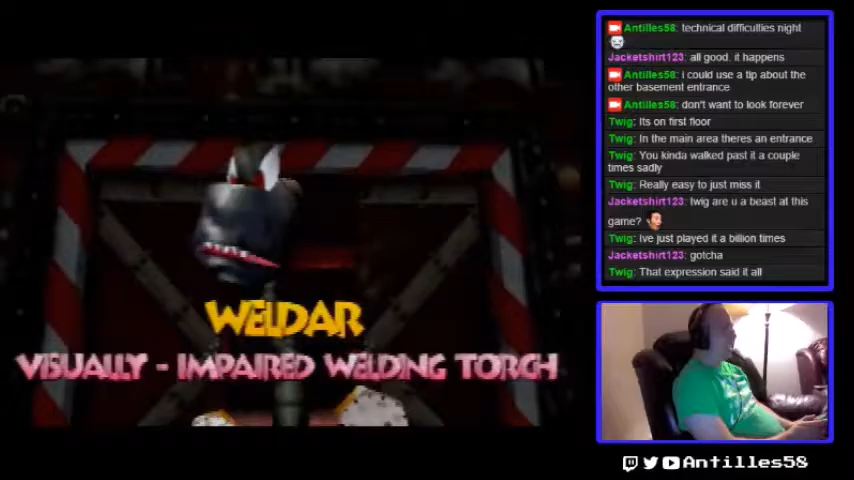 WELDAR
VISUALLY - IMPAIRED WELDING TORCH
Antilles58: technical difficulties night
Jacketshirt123: all good. it happens
Antilles58: i could use a tip about the
other basement entrance
Antilles58: don't want to look forever
Twig: Its on first floor
Twig: In the main area theres an entrance
Twig: You kinda walked past it a couple
times sadly
Twig: Really easy to just miss it
Jacketshirt123: twig are u a beast at this
game?
Twig: Ive just played it a billion times
Jacketshirt123: gotcha
Twig: That expression said it all
Antilles58